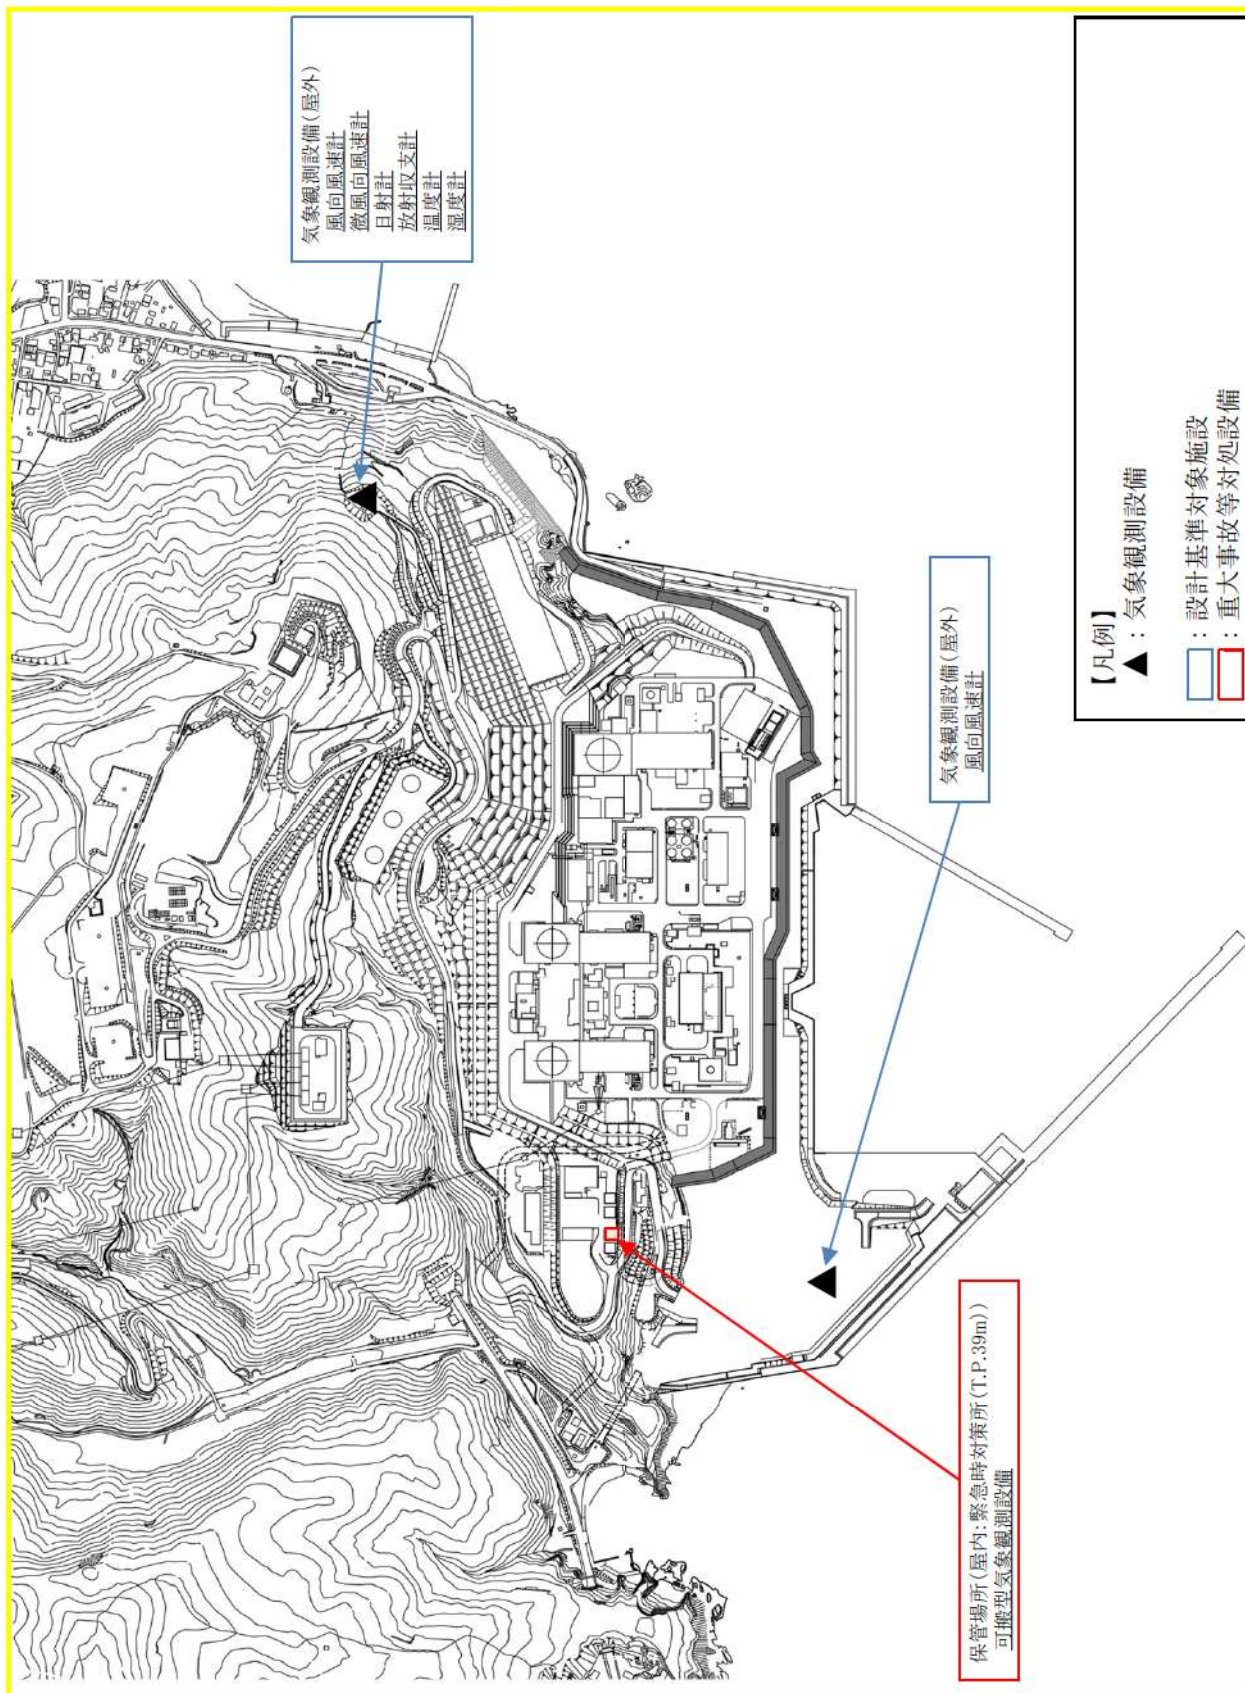 気象観測設備(屋外)
風向風速計
微風向風速計
日射計
放射収支計
温度計
湿度計
気象観測設備(屋外)
風向風速計
保管場所(屋内:緊急時対策所(T.P.39m))
可搬型気象観測設備
【凡例】
▲:気象観測設備
:設計基準対象施設
:重大事故等対処設備